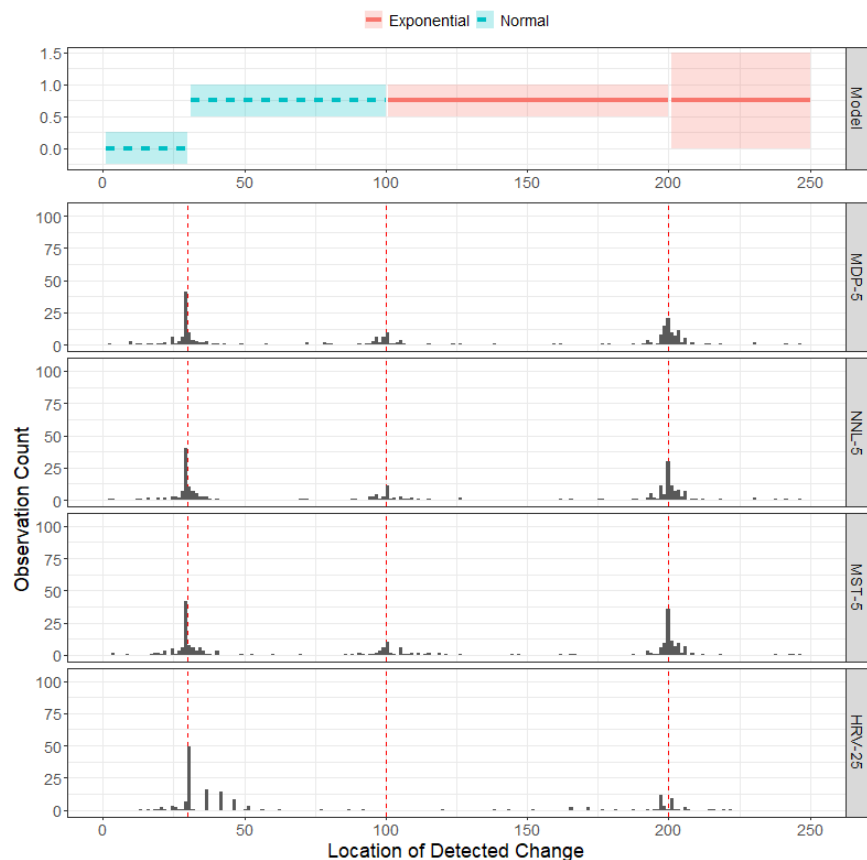 Exponential Normal
1.5
1.0
0.5
0.0
Model
0 50 100 150 200 250
100
75
50
25
0
MDP-5
100
75
50
25
0
NNL-5
100
75
50
25
0
MST-5
100
75
50
25
0
HRV-25
Observation Count
0 50 100 150 200 250
Location of Detected Change